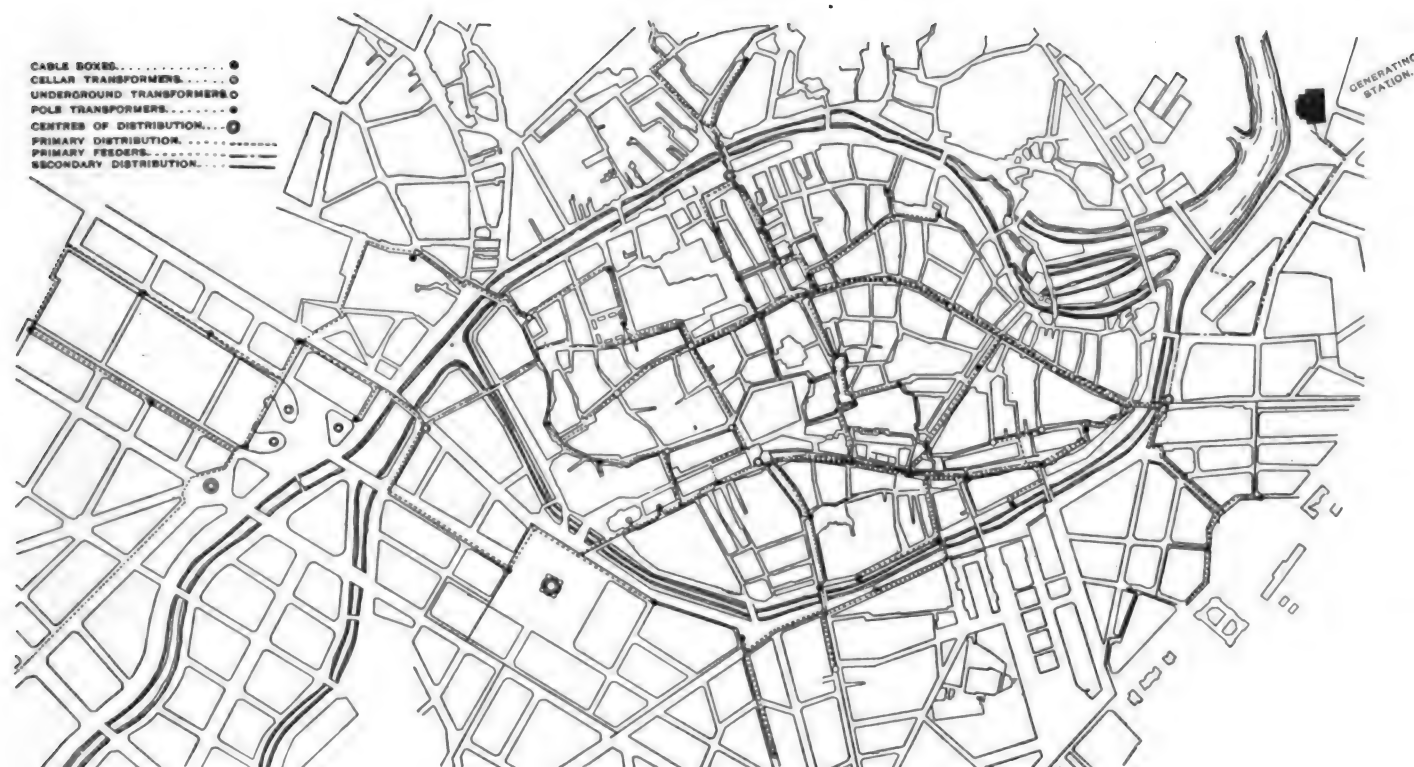 CABLE BOXES
CELLAR TRANSFORMERS
UNDERGROUND TRANSFORMERS
POLE TRANSFORMERS
CENTRES OF DISTRIBUTION
PRIMARY DISTRIBUTION
PRIMARY FEEDERS
SECONDARY DISTRIBUTION
GENERATING
STATION.